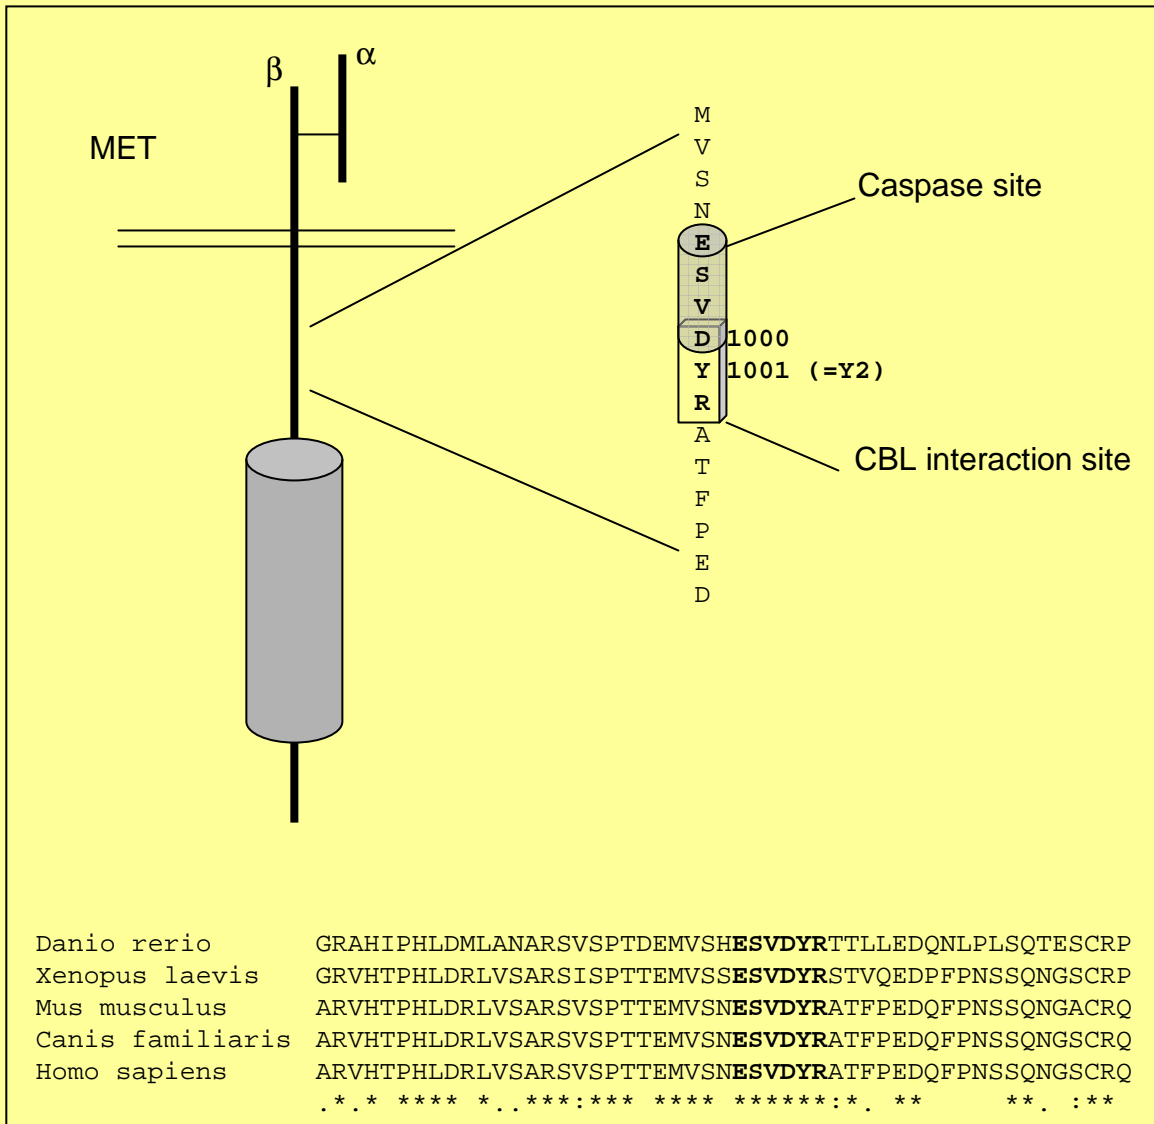 β α
MET
M
V
S
N
Caspase site
E
S
V
D 1000
Y 1001 (=Y2)
R
A
CBL interaction site
T
F
P
E
D
Danio rerio GRAHIPHLDMLANARSVSPTDEMVSHESVDYRTTLLEDQNLPLSQTESCRP
Xenopus laevis GRVHTPHLDRLVSARSISPTTEMVSSESVDYRSTVQEDPFPNSSQNGSCRP
Mus musculus ARVHTPHLDRLVSARSVSPTTEMVSNESVDYRATFPEDQFPNSSQNGACRQ
Canis familiaris ARVHTPHLDRLVSARSVSPTTEMVSNESVDYRATFPEDQFPNSSQNGSCRQ
Homo sapiens ARVHTPHLDRLVSARSVSPTTEMVSNESVDYRATFPEDQFPNSSQNGSCRQ
.*.* **** *..***:*** **** ******:*. ** **. :**